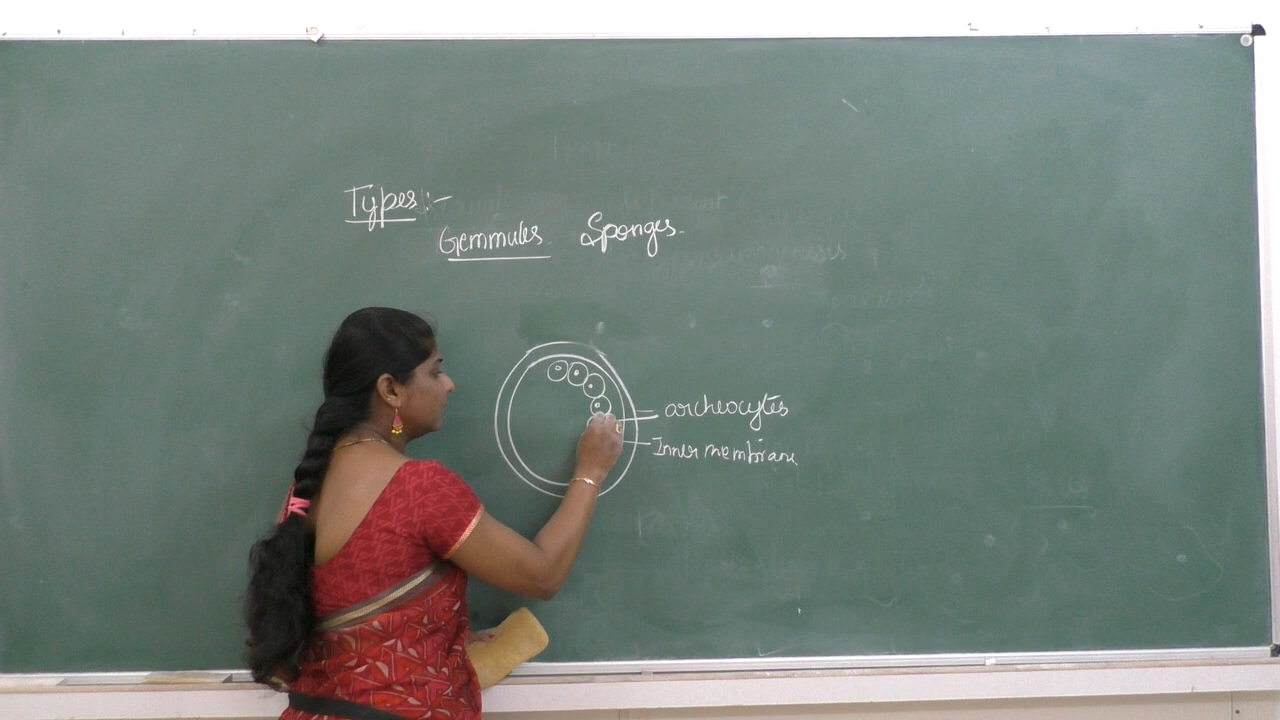 Types :-
Gemmules Sponges.
archeocytes
Inner membrane